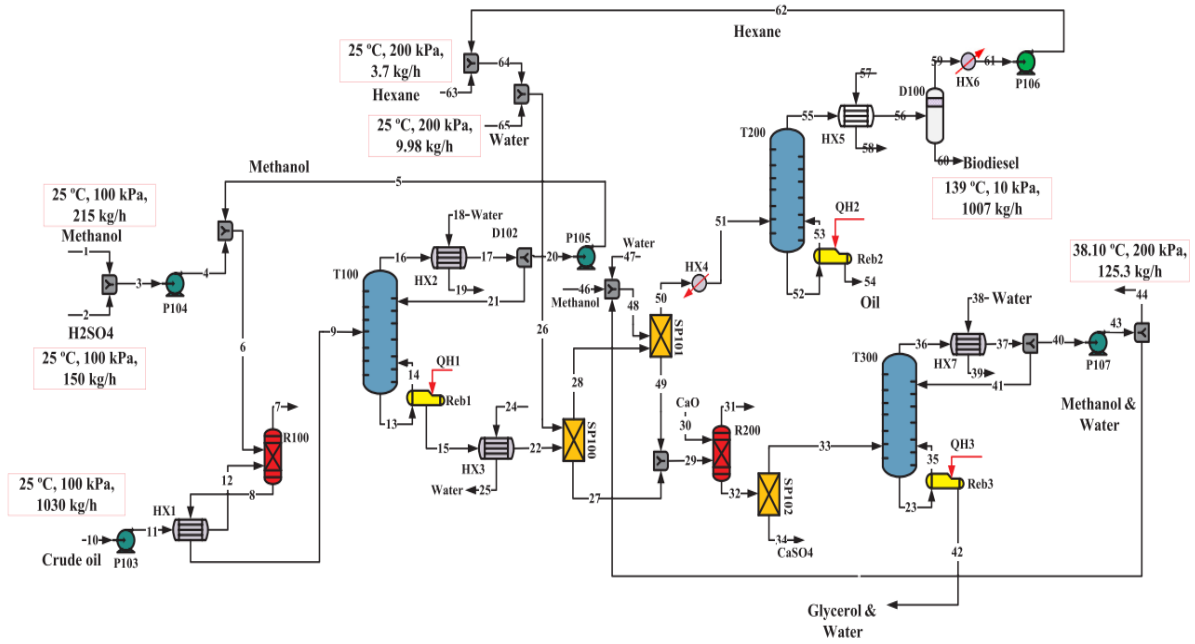 62
Hexane
25 °C, 200 kPa,
3.7 kg/h
64
Hexane
63
25 °C, 200 kPa,
9.98 kg/h
65
Water
59
HX6
61
P106
57
D100
55
HX5
56
58
T200
60
Biodiesel
139 °C, 10 kPa,
1007 kg/h
Methanol
5
25 °C, 100 kPa,
215 kg/h
Methanol
1
3
4
P104
2
H2SO4
25 °C, 100 kPa,
150 kg/h
6
18-Water
D102
16
17
HX2
19
20
P105
T100
21
9
26
14
QH1
Reb1
13
15
24
HX3
22
Water
25
SP100
28
27
Water
47
46
Methanol
48
50
HX4
SP101
49
51
53
QH2
Reb2
52
54
Oil
38.10 °C, 200 kPa,
125.3 kg/h
44
38-Water
36
37
HX7
39
40
43
P107
T300
41
Methanol &
Water
7
R100
12
8
25 °C, 100 kPa,
1030 kg/h
HX1
10
11
Crude oil
P103
CaO
30
31
29
R200
32
33
SP102
34
CaSO4
35
QH3
Reb3
23
42
Glycerol &
Water